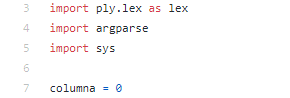 3 import ply.lex as lex
4 import argparse
5 import sys
6
7 columna = 0